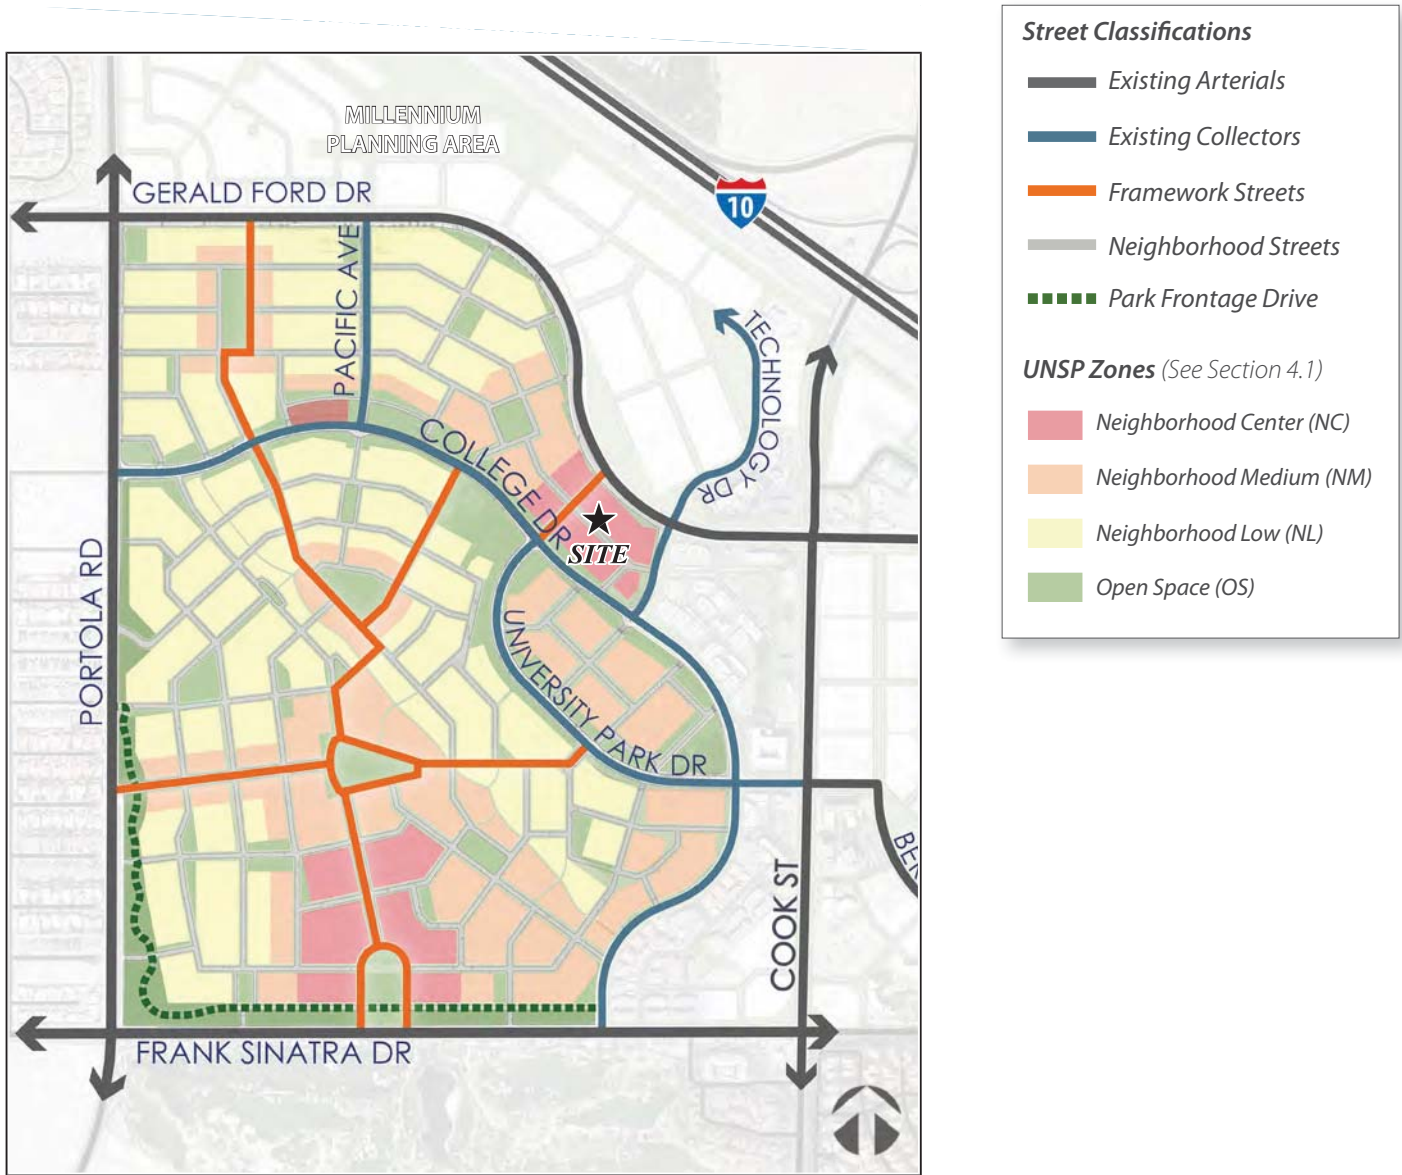 MILLENNIUM
PLANNING AREA
GERALD FORD DR
10
PACIFIC AVE
TECHNOLOGY DR
COLLEGE DR
SITE
PORTOLA RD
UNIVERSITY PARK DR
BEN
COOK ST
FRANK SINATRA DR
Street Classifications
Existing Arterials
Existing Collectors
Framework Streets
Neighborhood Streets
Park Frontage Drive
UNSP Zones (See Section 4.1)
Neighborhood Center (NC)
Neighborhood Medium (NM)
Neighborhood Low (NL)
Open Space (OS)